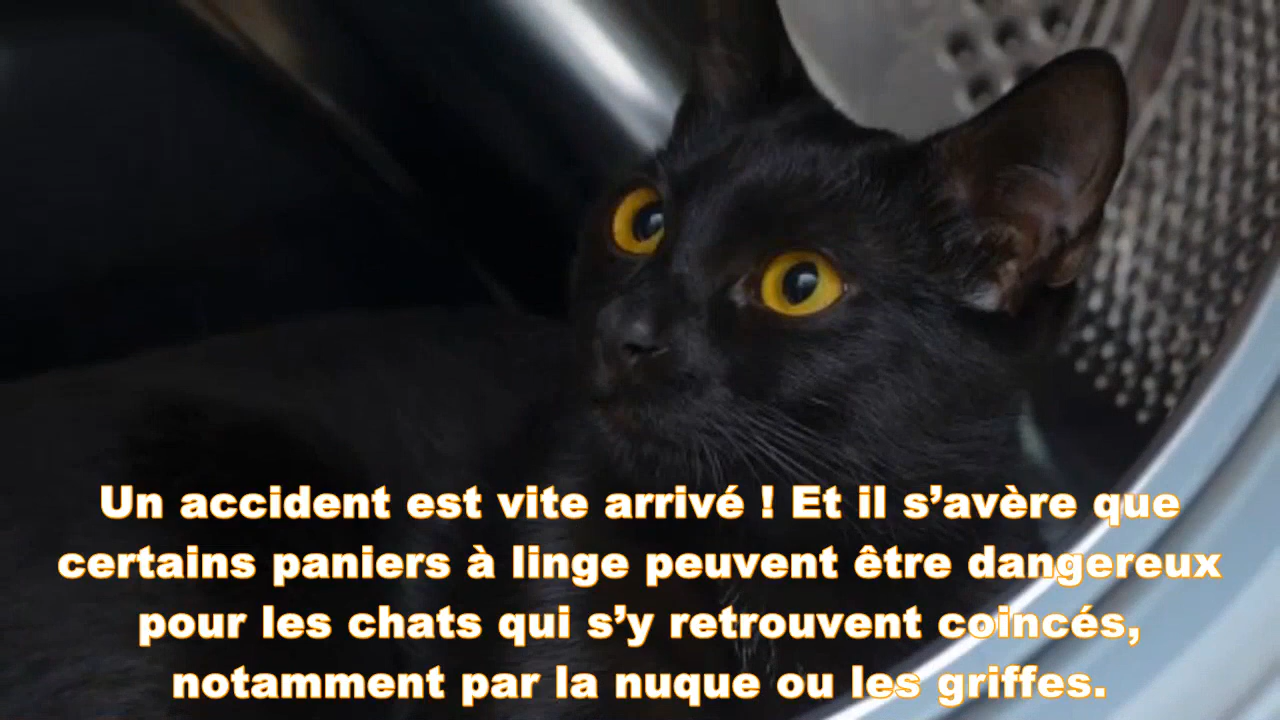 Un accident est vite arrivé ! Et il s’avère que
certains paniers à linge peuvent être dangereux
pour les chats qui s’y retrouvent coincés,
notamment par la nuque ou les griffes.